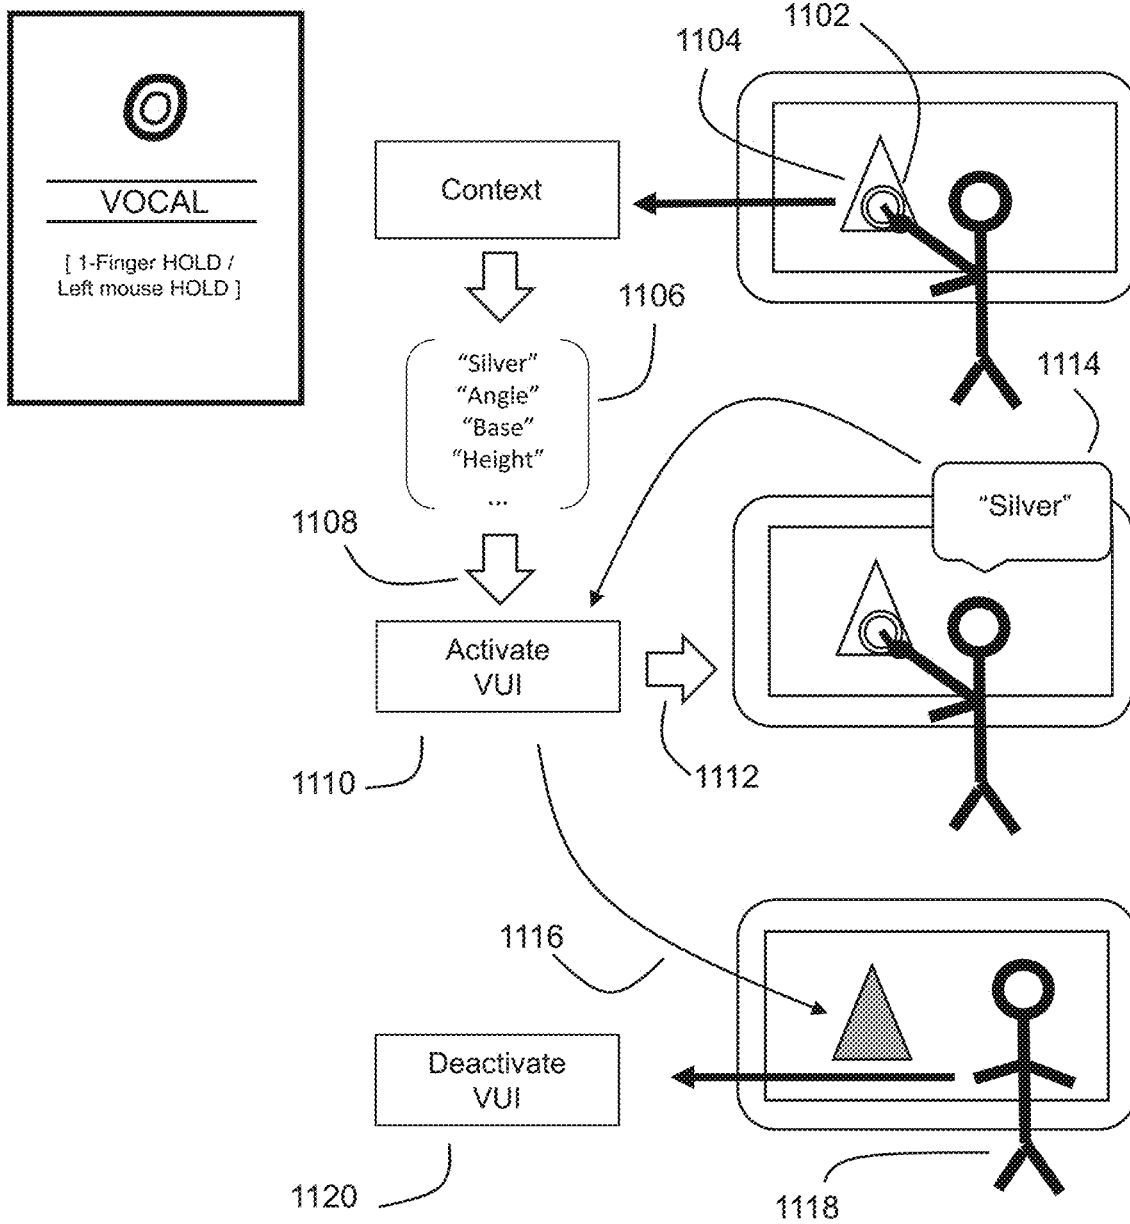 1102
1104
VOCAL
[ 1-Finger HOLD /
Left mouse HOLD ]
Context
1106
“Silver”
“Angle”
“Base”
“Height”
...
1114
“Silver”
1108
Activate
VUI
1110
1112
1116
Deactivate
VUI
1120
1118